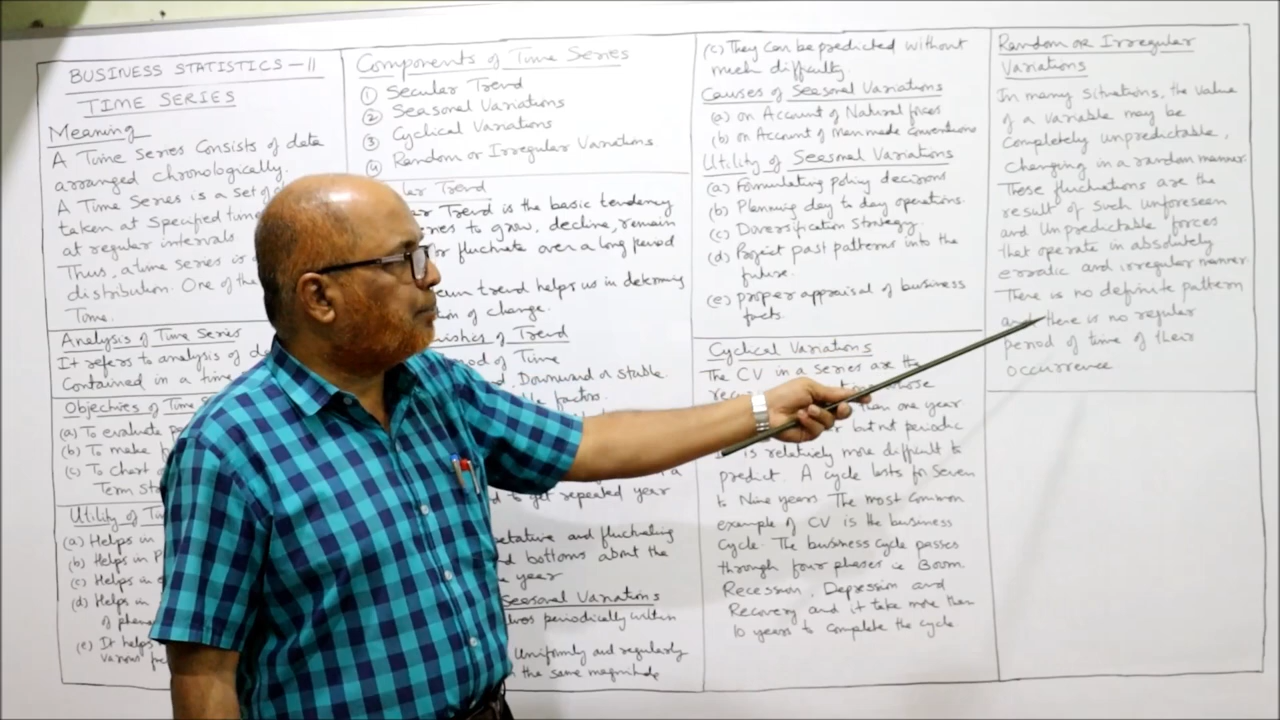 BUSINESS STATISTICS - II
TIME SERIES
Meaning
A Time Series Consists of data
arranged chronologically.
A Time Series is a Set of
taken at Specified time
at regular intervals.
Thus, a time series is
distribution. One of the
Time.
Analysis of Time Series
It refers to analysis of
Contained in a time
Objectives of Time
(a) To evaluate
(b) To make
(c) To chart
Term
Utility of
(a) Helps in
(b) Helps in
(c) Helps in
(d) Helps in
of
(e) It helps
various
Components of Time Series
① Secular Trend
② Seasonal Variations
③ Cyclical Variations
④ Random or Irregular Variations.
Trend
Trend is the basic tendency
to grow, decline, remain
or fluctuate over a long period
trend helps us in determing
of change.
of Trend
of Time
Downward or stable.
factors.
a
to get repeated year
and fluctuating
bottoms about the
year
Seasonal Variations
periodically within
Uniformly and regularly
the same magnitude
(c) They can be predicted without
much difficulty
Causes of Seasonal Variations
(a) on Account of Natural forces
(b) on Account of Man made Conventions
Utility of Seasonal Variations
(a) Formulating policy decisions
(b) Planning day to day operations.
(c) Diversification Strategy.
(d) Project past patterns into the
future.
(e) proper appraisal of business
facts.
Cyclical Variations
The CV in a series are the
than one year
but not periodic
is relatively more difficult to
predict. A cycle lasts for Seven
to Nine years The most common
example of CV is the business
Cycle. The business cycle passes
through four phases ie Boom
Recession, Depression and
Recovery and it take more than
10 years to complete the cycle.
Random or Irregular
Variations
In many situations, the value
of a variable may be
Completely unpredictable,
Changing in a random manner.
These fluctuations are the
result of such unforeseen
and Unpredictable forces
that operate in absolutely
erratic and irregular manner.
There is no definite pattern
and there is no regular
period of time of their
occurrence